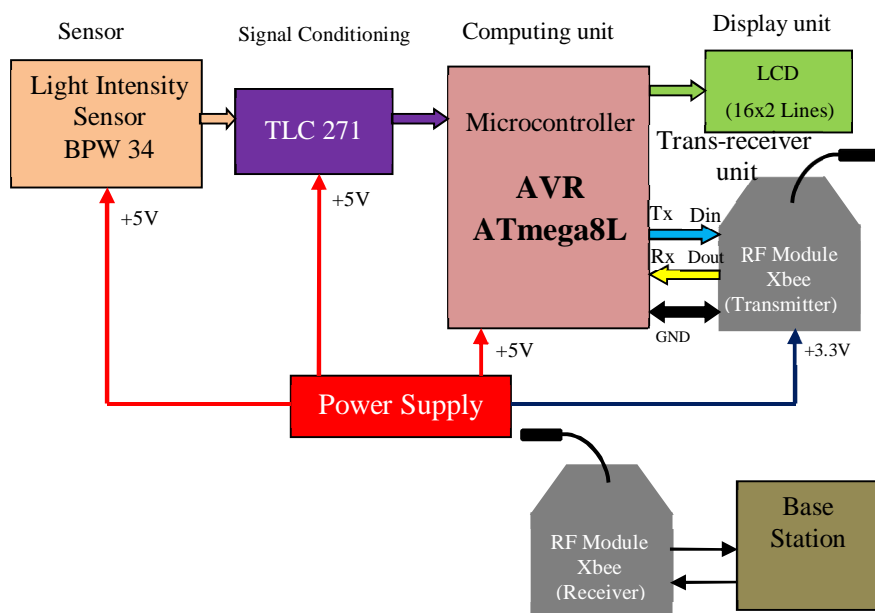 Sensor
Signal Conditioning
Computing unit
Display unit
Light Intensity
Sensor
BPW 34
TLC 271
Microcontroller
AVR
ATmega8L
LCD
(16x2 Lines)
Trans-receiver
unit
Tx
Din
Rx
Dout
GND
RF Module
Xbee
(Transmitter)
+5V
+5V
+5V
+3.3V
Power Supply
RF Module
Xbee
(Receiver)
Base
Station